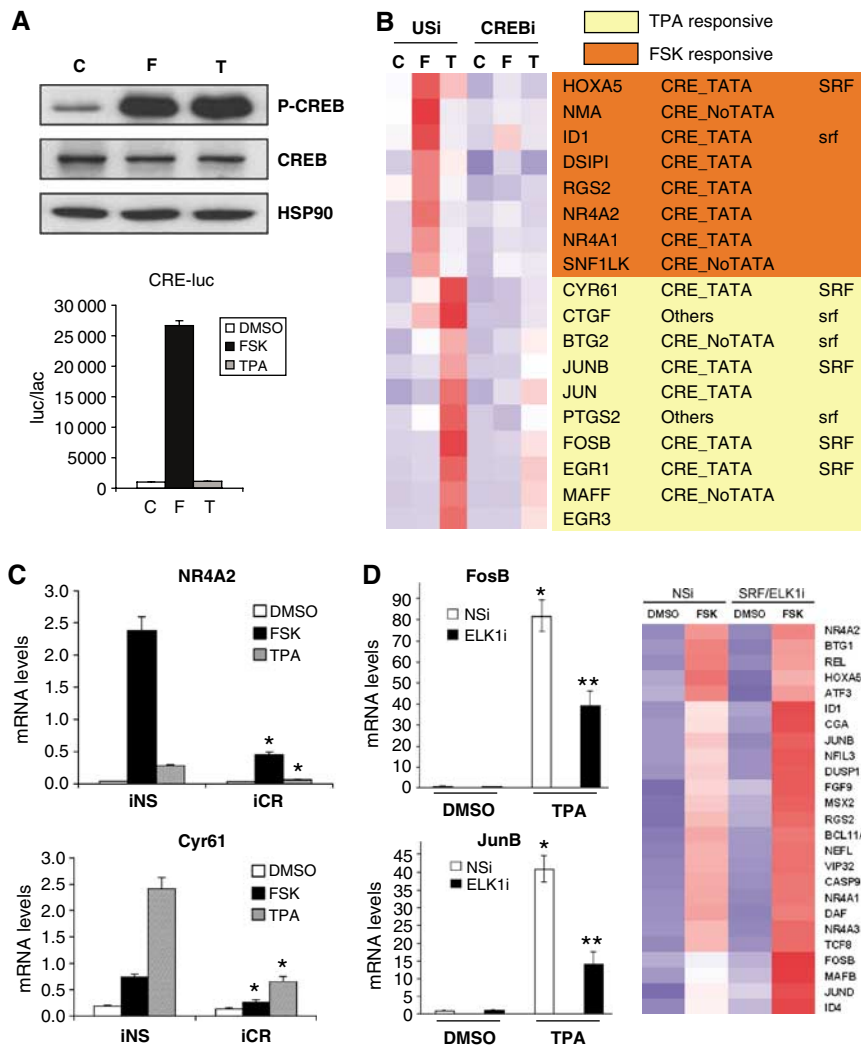 A
C F T
P-CREB
CREB
HSP90
CRE-luc
30 000
25 000
20 000
15 000
10 000
5000
0
luc/lac
DMSO
FSK
TPA
C F T
B
TPA responsive
FSK responsive
USi CREBi
C F T C F T
HOXA5 CRE_TATA SRF
NMA CRE_NoTATA
ID1 CRE_TATA srf
DSIPI CRE_TATA
RGS2 CRE_TATA
NR4A2 CRE_TATA
NR4A1 CRE_TATA
SNF1LK CRE_NoTATA
CYR61 CRE_TATA SRF
CTGF Others srf
BTG2 CRE_NoTATA srf
JUNB CRE_TATA SRF
JUN CRE_TATA
PTGS2 Others srf
FOSB CRE_TATA SRF
EGR1 CRE_TATA SRF
MAFF CRE_NoTATA
EGR3
C
NR4A2
3.0
2.5
2.0
1.5
1.0
0.5
0.0
mRNA levels
DMSO
FSK
TPA
*
*
iNS iCR
Cyr61
3.0
2.5
2.0
1.5
1.0
0.5
0.0
mRNA levels
DMSO
FSK
TPA
* *
iNS iCR
D
FosB
90
80
70
60
50
40
30
20
10
0
mRNA levels
NSi
ELK1i
*
**
DMSO TPA
JunB
45
40
35
30
25
20
15
10
5
0
mRNA levels
NSi
ELK1i
*
**
DMSO TPA
NSi SRF/ELK1i
DMSO FSK DMSO FSK
NR4A2
BTG1
REL
HOXA5
ATF3
ID1
CGA
JUNB
NFIL3
DUSP1
FGF9
MSX2
RGS2
BCL11/
NEFL
VIP32
CASP9
NR4A1
DAF
NR4A3
TCF8
FOSB
MAFB
JUND
ID4